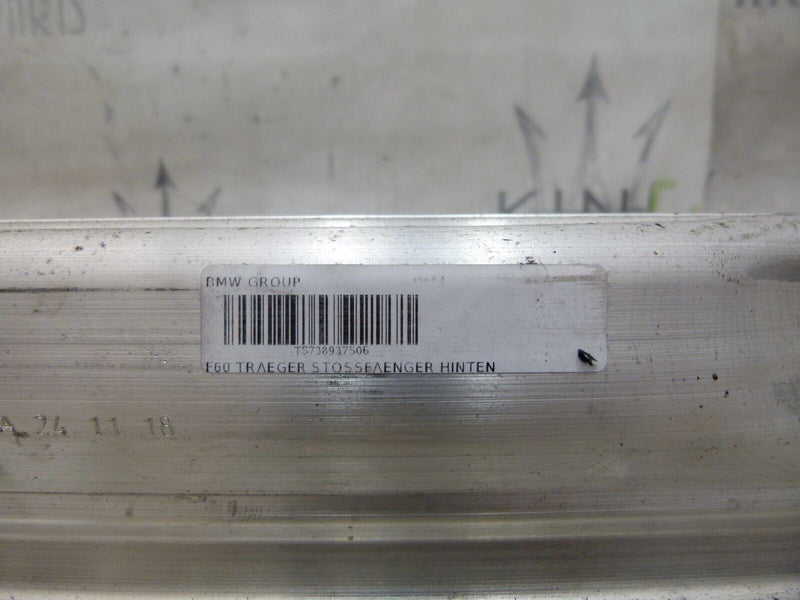 BMW GROUP
TS738937506
F60 TRAEGER STOSSFAENGER HINTEN
A 24 11 18